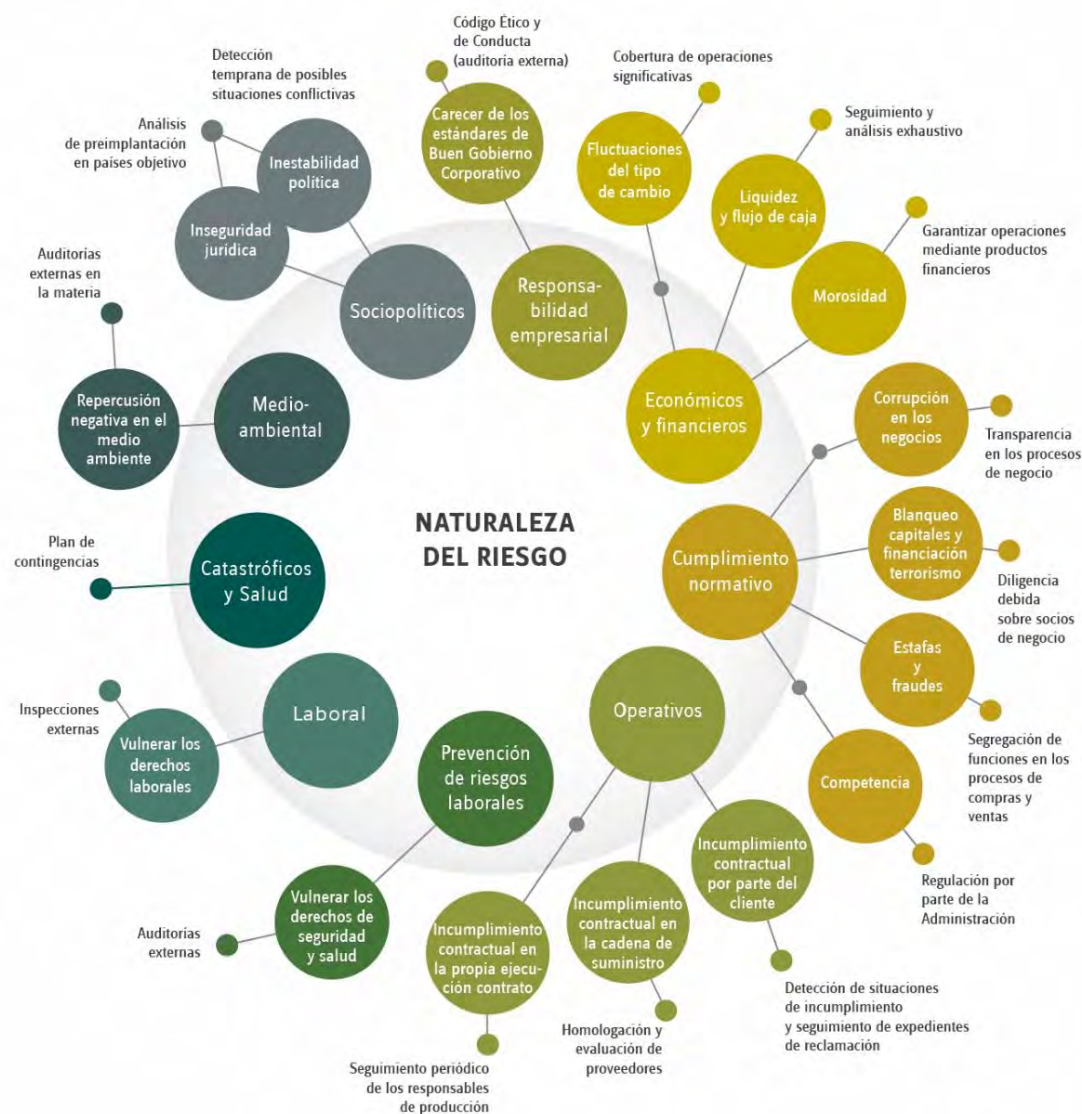 Código Ético y
de Conducta
(auditoría externa)
Detección
temprana de posibles
situaciones conflictivas
Cobertura de operaciones
significativas
Análisis
de preimplantación
en países objetivo
Carecer de los
estándares de
Buen Gobierno
Corporativo
Seguimiento y
análisis exhaustivo
Inestabilidad
política
Fluctuaciones
del tipo
de cambio
Liquidez
y flujo de caja
Inseguridad
jurídica
Garantizar operaciones
mediante productos
financieros
Auditorías
externas en
la materia
Sociopolíticos
Responsa-
bilidad
empresarial
Morosidad
Repercusión
negativa en el
medio
ambiente
Medio-
ambiental
Económicos
y financieros
Corrupción
en los
negocios
Transparencia
en los procesos
de negocio
NATURALEZA
DEL RIESGO
Plan de
contingencias
Catastróficos
y Salud
Cumplimiento
normativo
Blanqueo
capitales y
financiación
terrorismo
Diligencia
debida
sobre socios
de negocio
Estafas
y
fraudes
Inspecciones
externas
Vulnerar los
derechos
laborales
Laboral
Operativos
Segregación de
funciones en los
procesos de
compras y
ventas
Prevención
de riesgos
laborales
Competencia
Incumplimiento
contractual
por parte del
cliente
Regulación por
parte de la
Administración
Auditorías
externas
Vulnerar los
derechos de
seguridad
y salud
Incumplimiento
contractual en
la propia ejecu-
ción contrato
Incumplimiento
contractual en
la cadena de
suministro
Detección de situaciones
de incumplimiento
y seguimiento de expedientes
de reclamación
Homologación y
evaluación de
proveedores
Seguimiento periódico
de los responsables
de producción